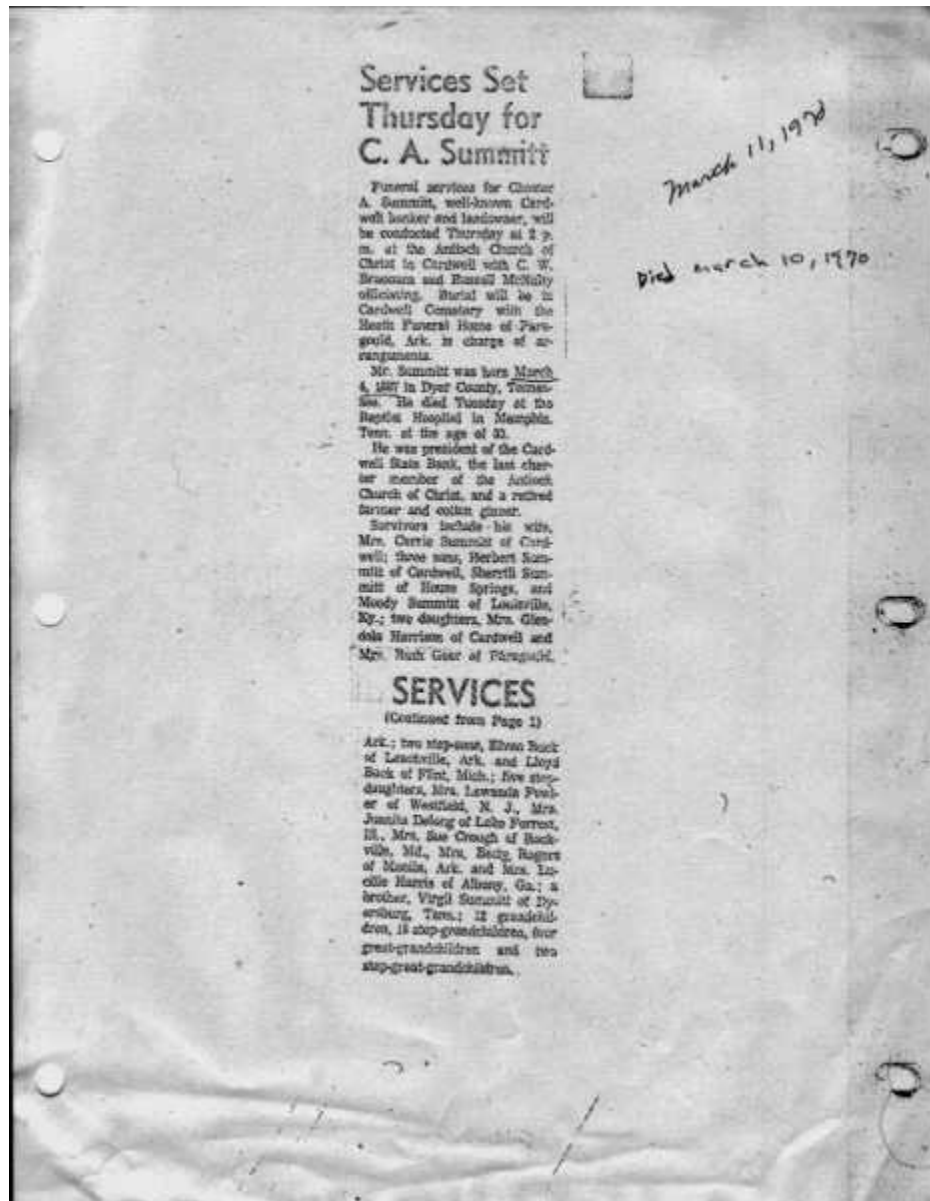 Services Set
Thursday for
C. A. Summitt
March 11, 1970
Died march 10, 1970
Funeral services for Chester
A. Summitt, well-known Card-
well banker and landowner, will
be conducted Thursday at 2 p.
m. at the Antioch Church of
Christ in Cardwell with C. W.
and Russell McNulty
officiating. Burial will be in
Cardwell Cemetery with the
Heath Funeral Home of Para-
gould, Ark. in charge of ar-
rangements.
Mr. Summitt was born March
4, 1887 in Dyer County, Tennes-
see. He died Tuesday at the
Baptist Hospital in Memphis,
Tenn. at the age of
He was president of the Card-
well State Bank, the last char-
ter member of the Antioch
Church of Christ, and a retired
farmer and cotton ginner.
Survivors include his wife,
Mrs. Carrie Summitt of Card-
well; three sons, Herbert Sum-
mitt of Cardwell, Sherrill Sum-
mitt of House Springs, and
Moody Summitt of Louisville,
Ky.; two daughters, Mrs. Glen-
dola Harrison of Cardwell and
Mrs. Ruth Gear of Paragould,
SERVICES
(Continued from Page 1)
Ark.; two step-sons, Buck
of Leachville, Ark. and Lloyd
Buck of Flint, Mich.; five step-
daughters, Mrs. Lawanda
of Westfield, N. J., Mrs.
Juanita Delong of Lake Forrest,
Ill., Mrs. Sue Crough of Rock-
ville, Md., Mrs. Betty Rogers
of Manila, Ark. and Mrs. Lu-
cille Harris of Albany, Ga.; a
brother, Virgil Summitt of Dy-
ersburg, Tenn.; 12 grandchil-
dren, 18 step-grandchildren, four
great-grandchildren and two
step-great-grandchildren.